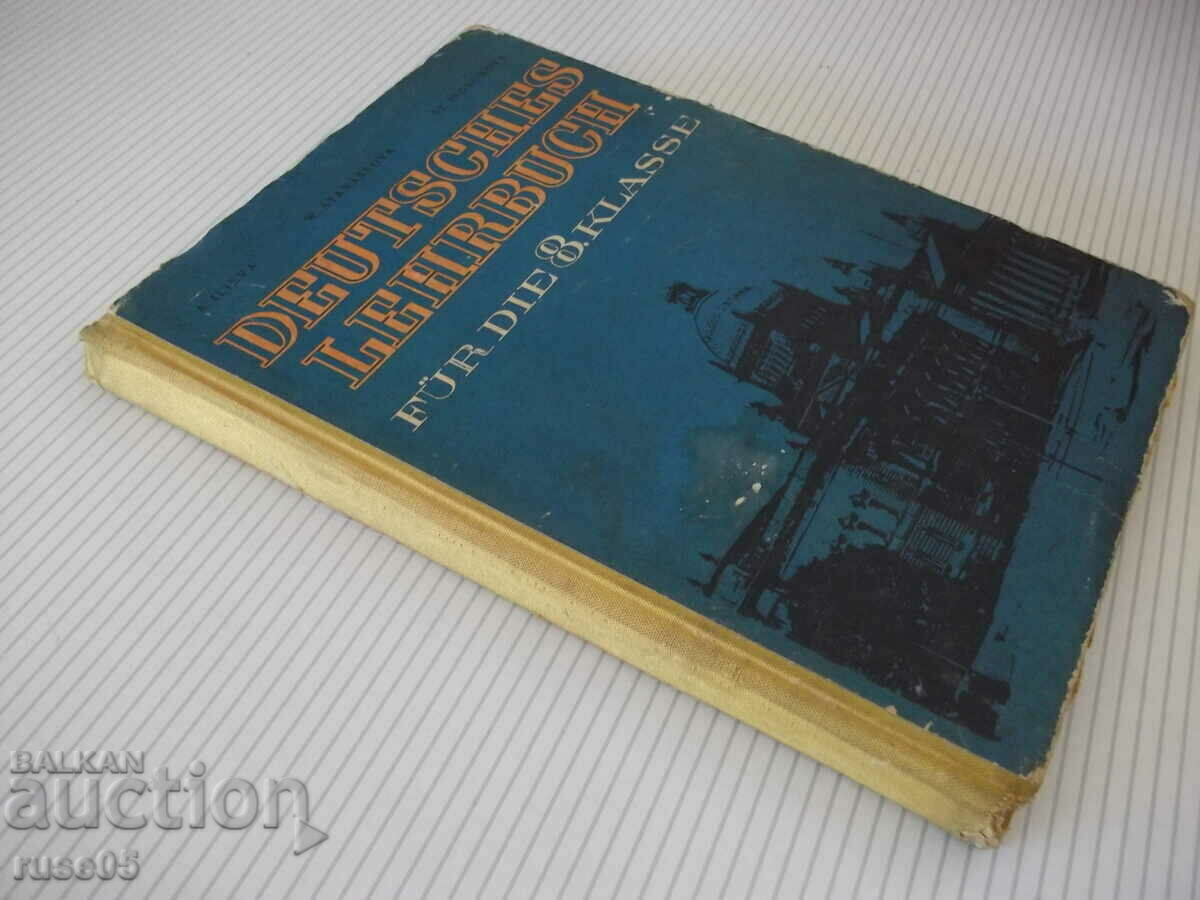 DEUTSCHES
LEHRBUCH
FÜR DIE 8. KLASSE
BALKAN
auction
ruse05